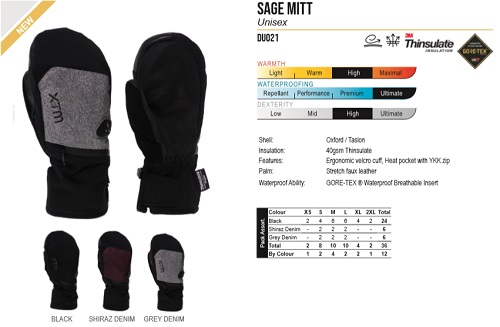 NEW
XTM
SAGE MITT
Unisex
DU021
3M
Thinsulate
INSULATION
GORE-TEX
WARMTH
Light Warm High Maximal
WATERPROOFING
Repellant Performance Premium Ultimate
DEXTERITY
Low Mid High Ultimate
Shell: Oxford / Taslon
Insulation: 40gsm Thinsulate
Features: Ergonomic velcro cuff, Heat pocket with YKK zip
Palm: Stretch faux leather
Waterproof Ability: GORE-TEX ® Waterproof Breathable Insert
Pack Assort.
Colour XS S M L XL 2XL Total
Black 2 4 6 6 4 2 24
Shiraz Denim - 2 2 2 - - 6
Grey Denim - 2 2 2 - - 6
Total 2 8 10 10 4 2 36
By Colour 1 2 4 2 2 1 12
XTM
XTM
XTM
BLACK SHIRAZ DENIM GREY DENIM